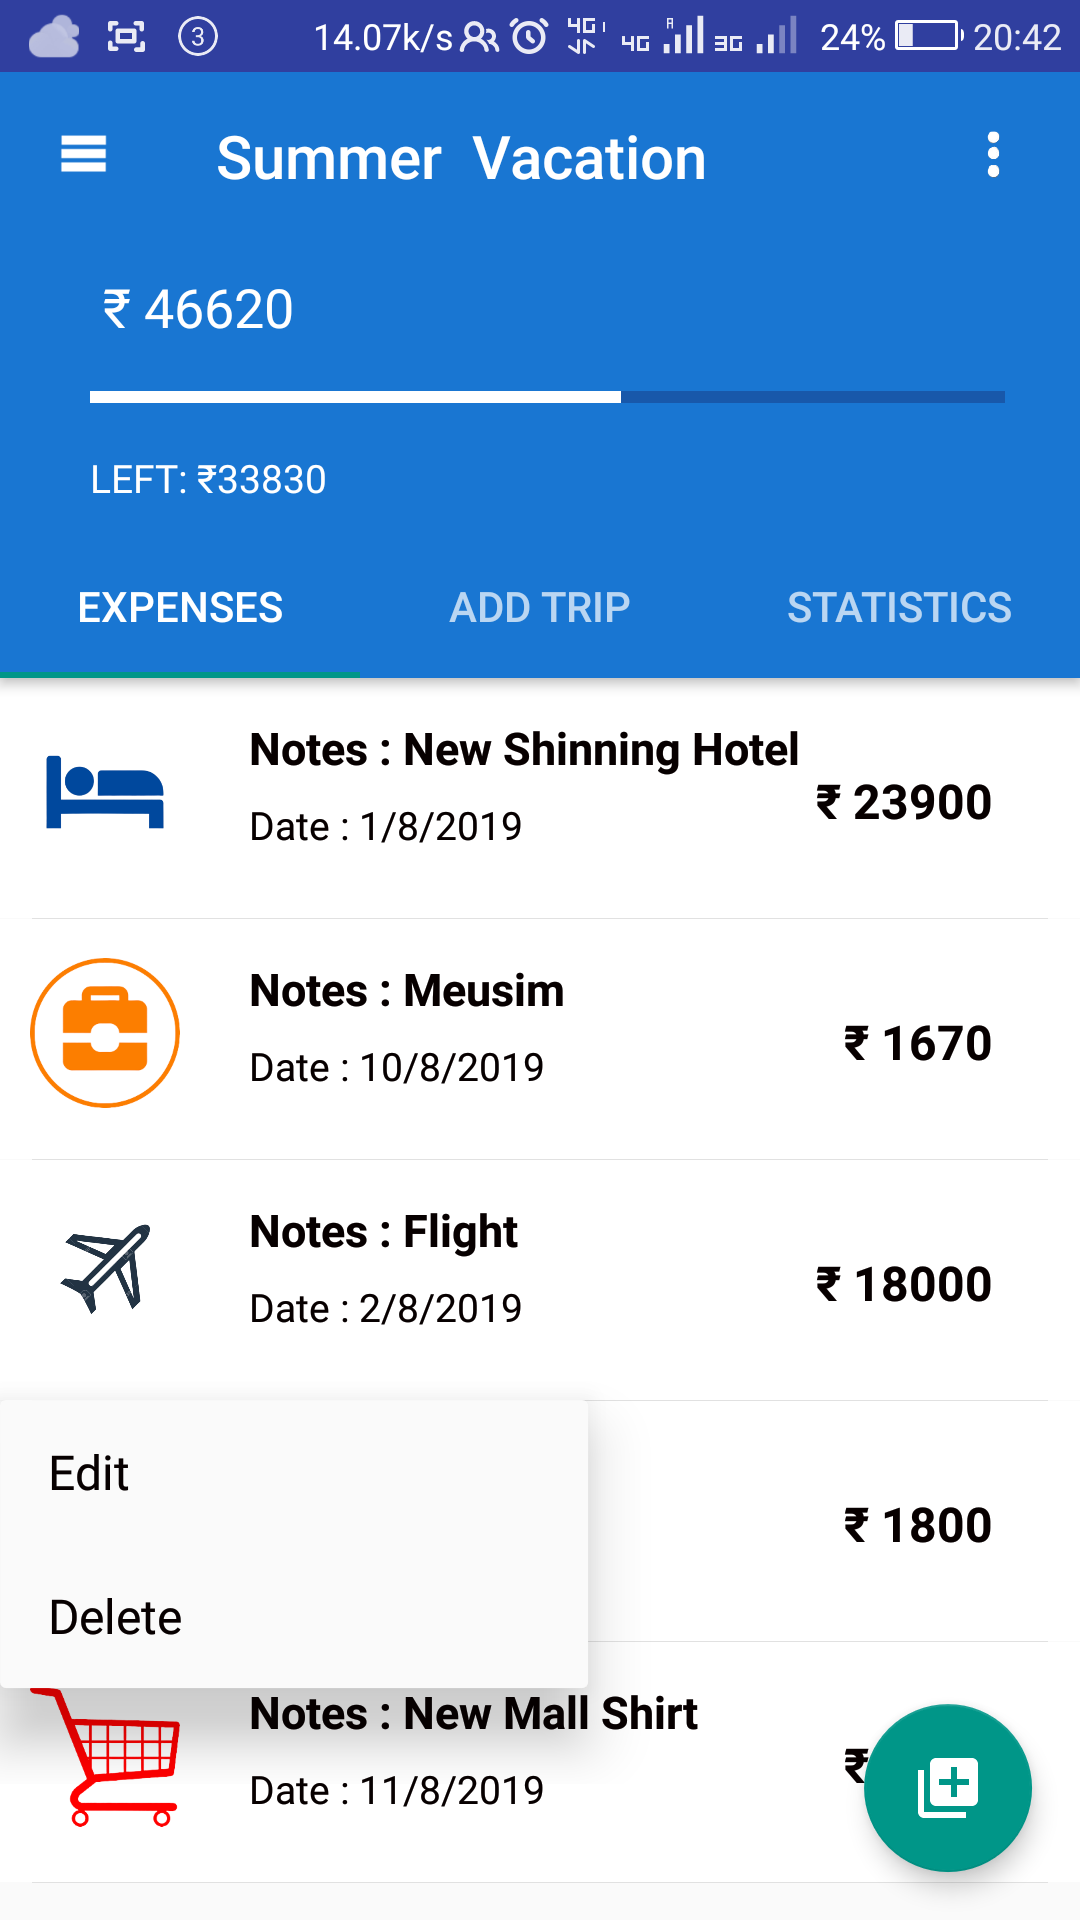 3 14.07k/s 4G 4G R 3G 24% 20:42
Summer Vacation
₹ 46620
LEFT: ₹33830
EXPENSES ADD TRIP STATISTICS
Notes : New Shinning Hotel
₹ 23900
Date : 1/8/2019
Notes : Meusim
₹ 1670
Date : 10/8/2019
Notes : Flight
₹ 18000
Date : 2/8/2019
Edit
₹ 1800
Delete
Notes : New Mall Shirt
₹
Date : 11/8/2019